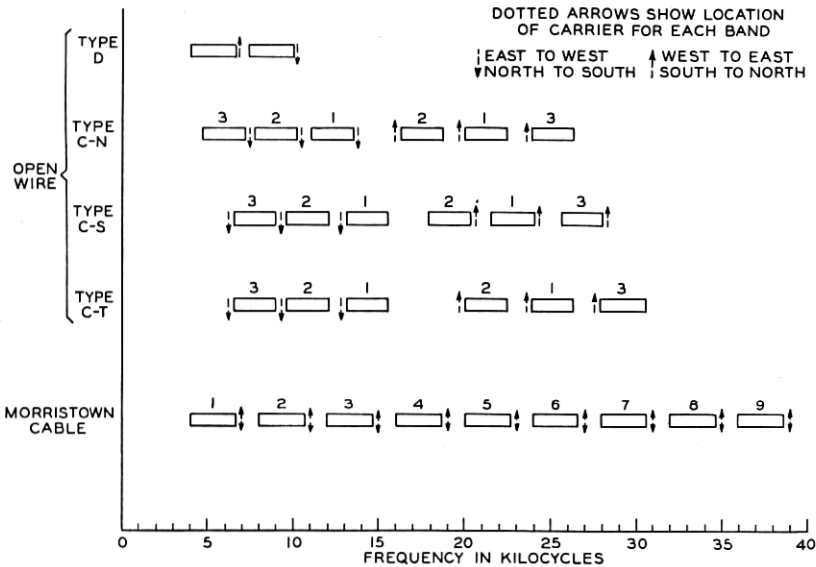 DOTTED ARROWS SHOW LOCATION
OF CARRIER FOR EACH BAND
EAST TO WEST
NORTH TO SOUTH
WEST TO EAST
SOUTH TO NORTH
OPEN
WIRE
TYPE
D
TYPE
C-N
3 2 1 2 1 3
TYPE
C-S
3 2 1 2 1 3
TYPE
C-T
3 2 1 2 1 3
MORRISTOWN
CABLE
1 2 3 4 5 6 7 8 9
0 5 10 15 20 25 30 35 40
FREQUENCY IN KILOCYCLES